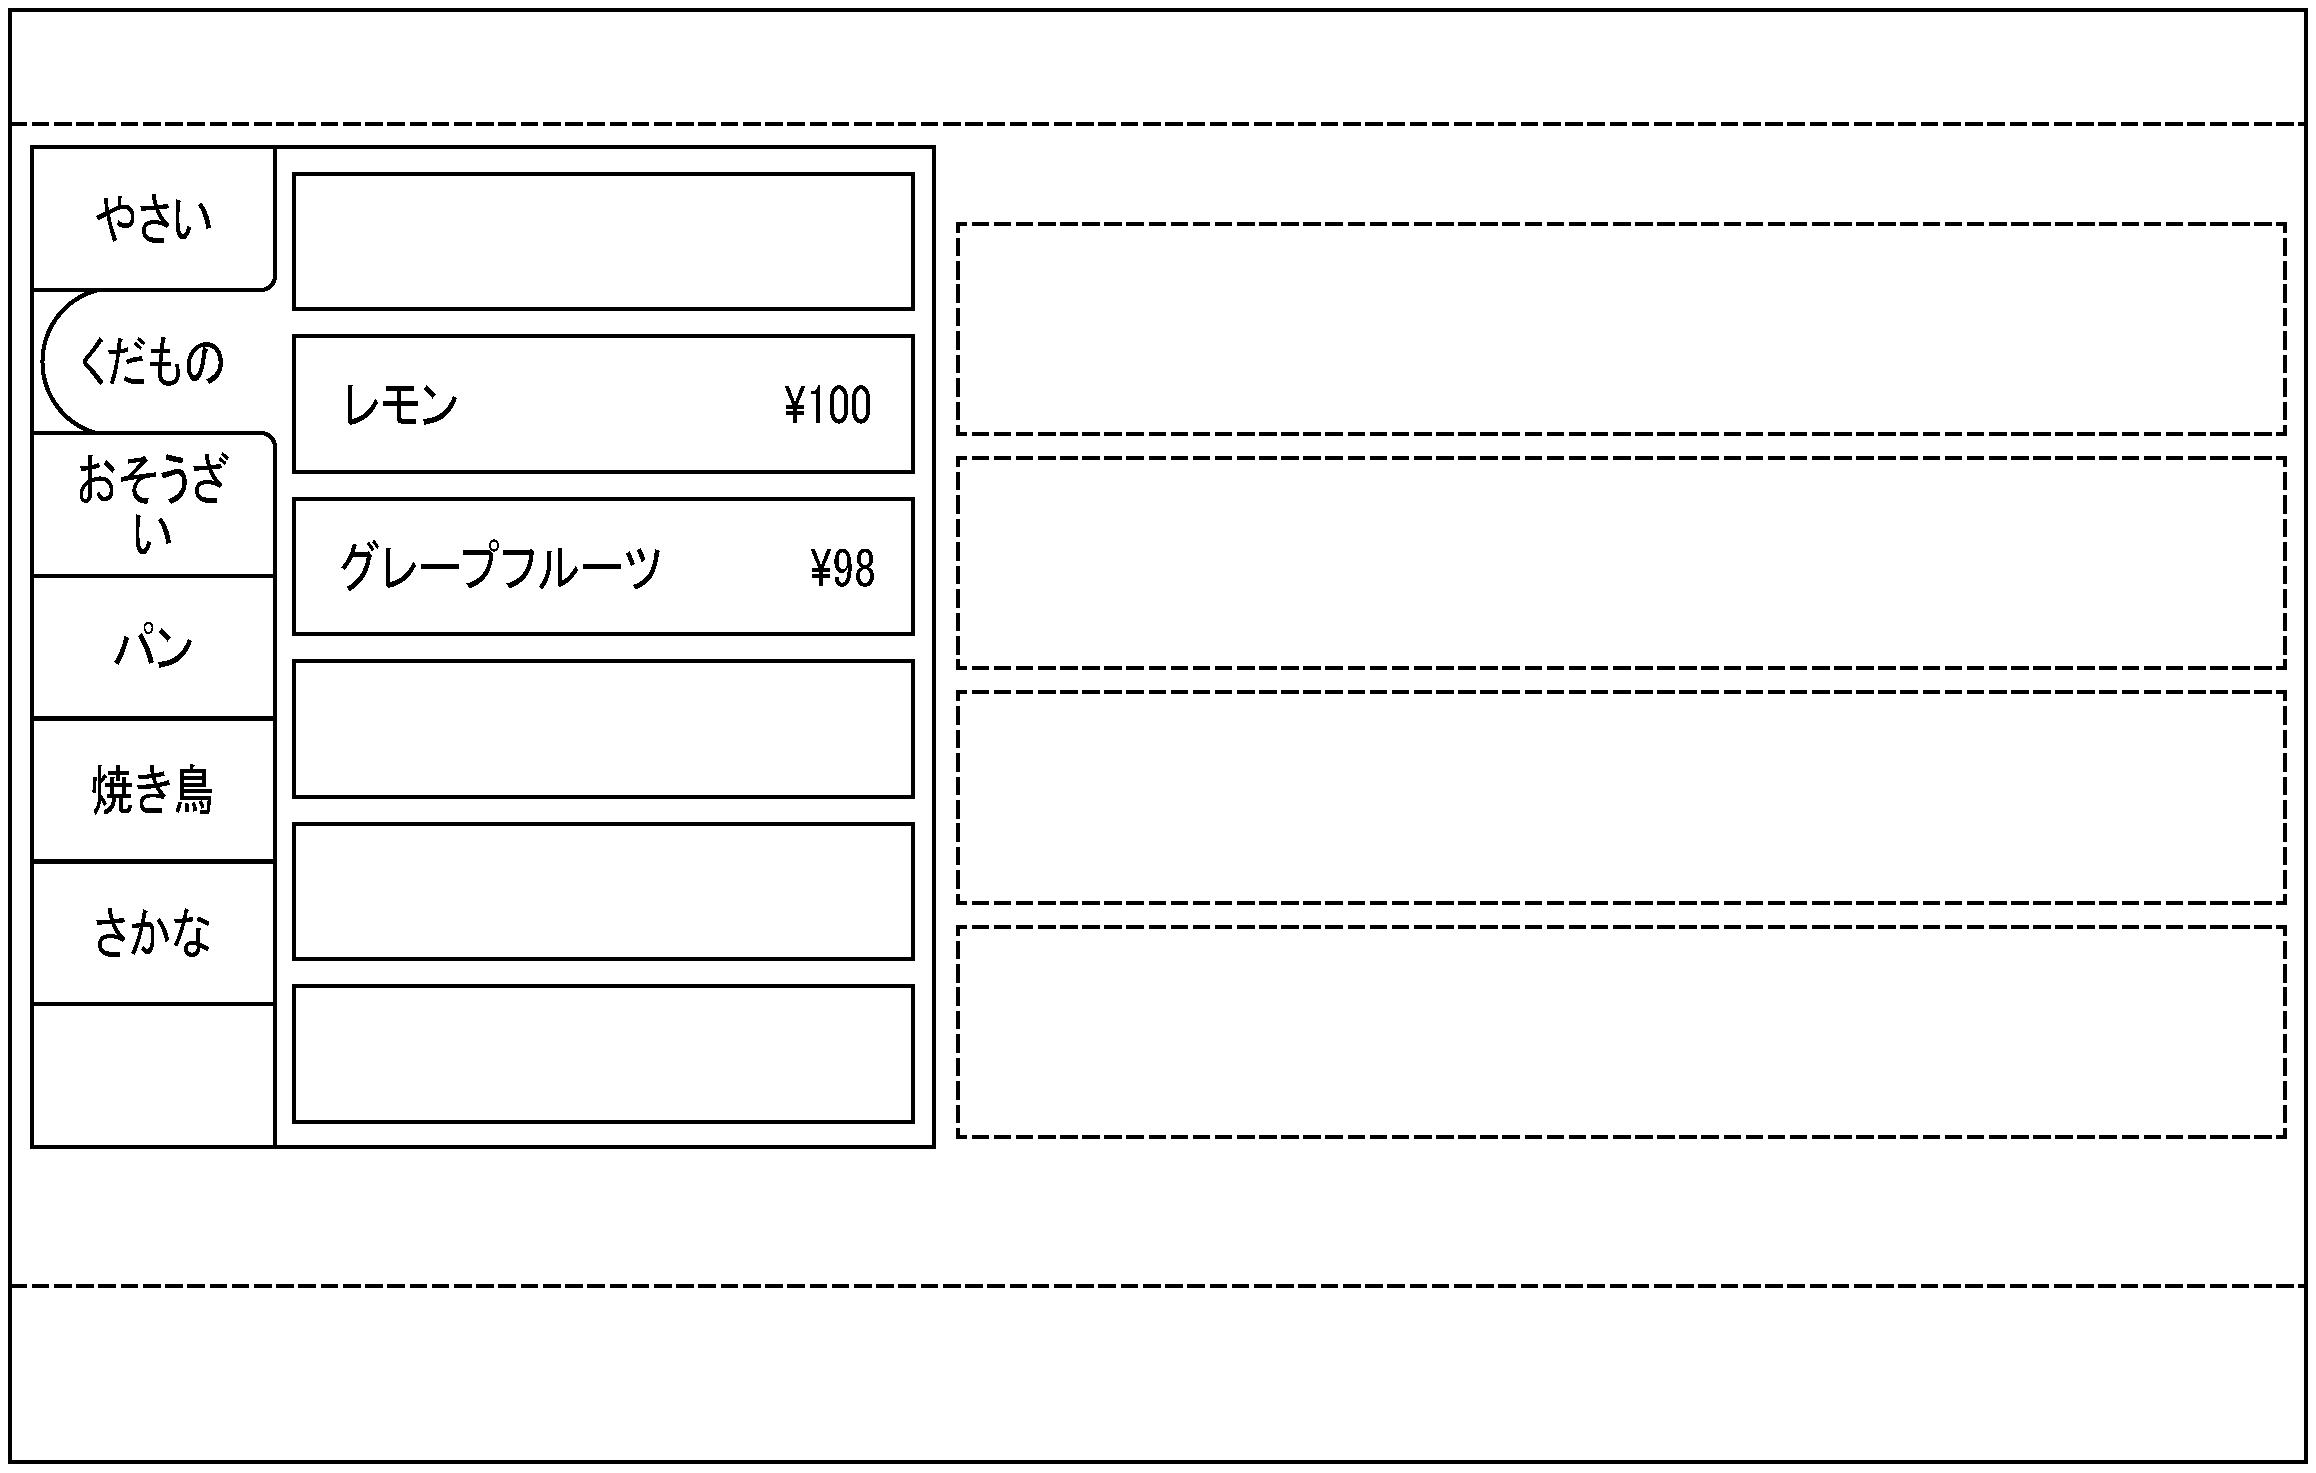 やさい
くだもの
おそうざ
い
パン
焼き鳥
さかな
レモン ¥100
グレープフルーツ ¥98